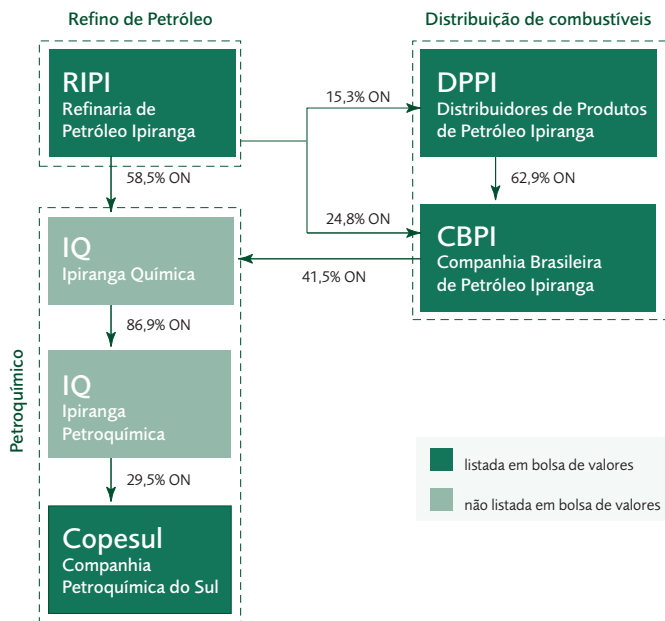 Refino de Petróleo
Distribuição de combustíveis
RIPI
Refinaria de
Petróleo Ipiranga
15,3% ON
DPPI
Distribuidores de Produtos
de Petróleo Ipiranga
58,5% ON
62,9% ON
24,8% ON
IQ
Ipiranga Química
41,5% ON
CBPI
Companhia Brasileira
de Petróleo Ipiranga
86,9% ON
Petroquímico
IQ
Ipiranga
Petroquímica
29,5% ON
Copesul
Companhia
Petroquímica do Sul
listada em bolsa de valores
não listada em bolsa de valores